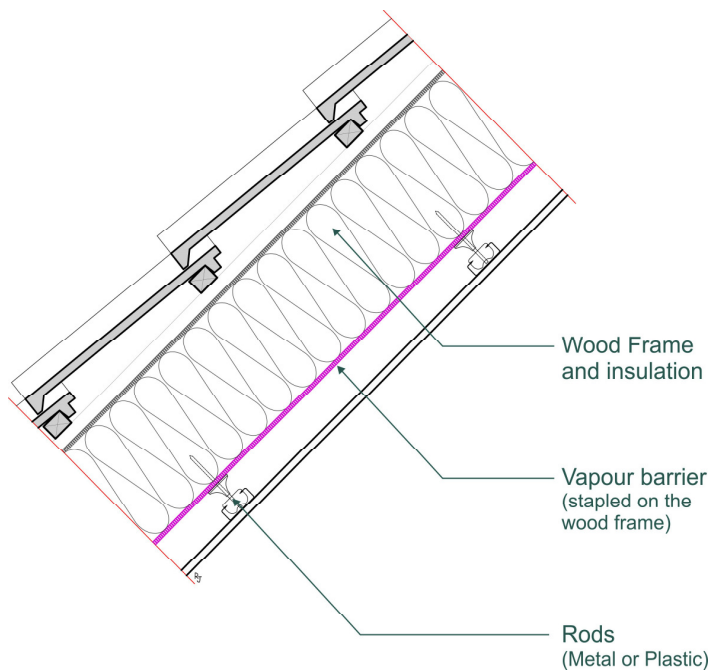 Wood Frame
and insulation
Vapour barrier
(stapled on the
wood frame)
Rods
(Metal or Plastic)